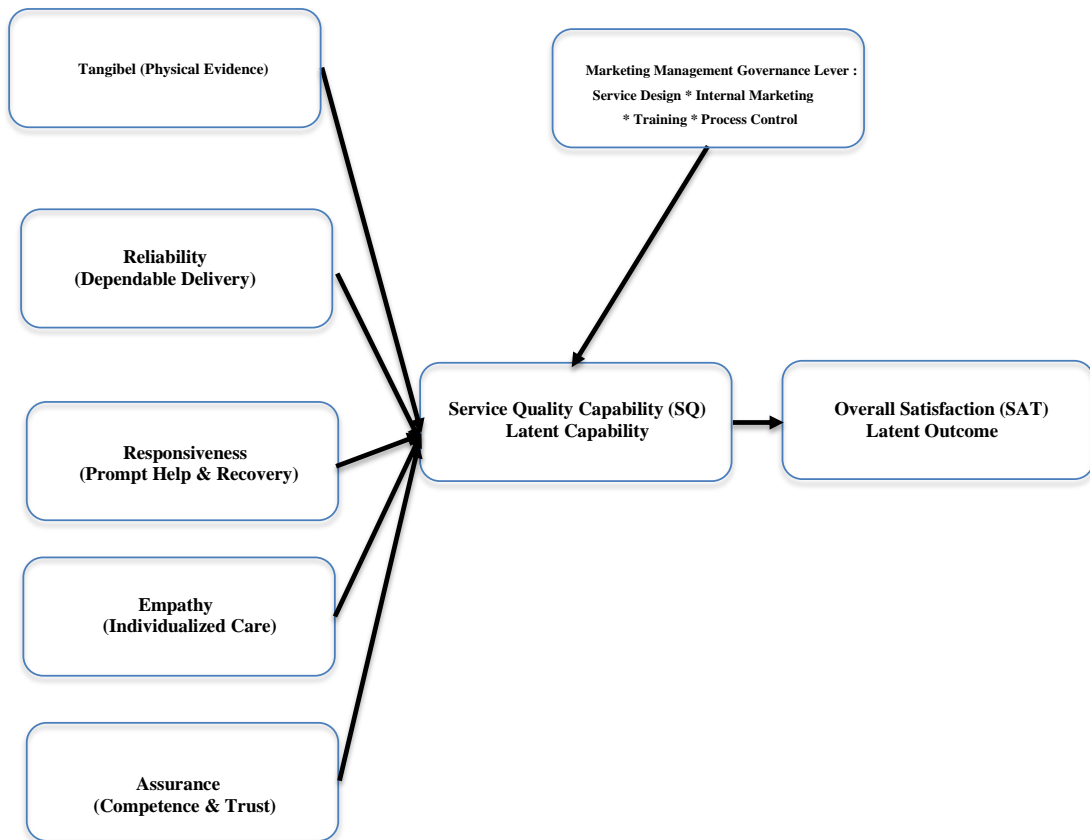 Tangibel (Physical Evidence)
Marketing Management Governance Lever :
Service Design * Internal Marketing
* Training * Process Control
Reliability
(Dependable Delivery)
Responsiveness
(Prompt Help & Recovery)
Empathy
(Individualized Care)
Assurance
(Competence & Trust)
Service Quality Capability (SQ)
Latent Capability
Overall Satisfaction (SAT)
Latent Outcome